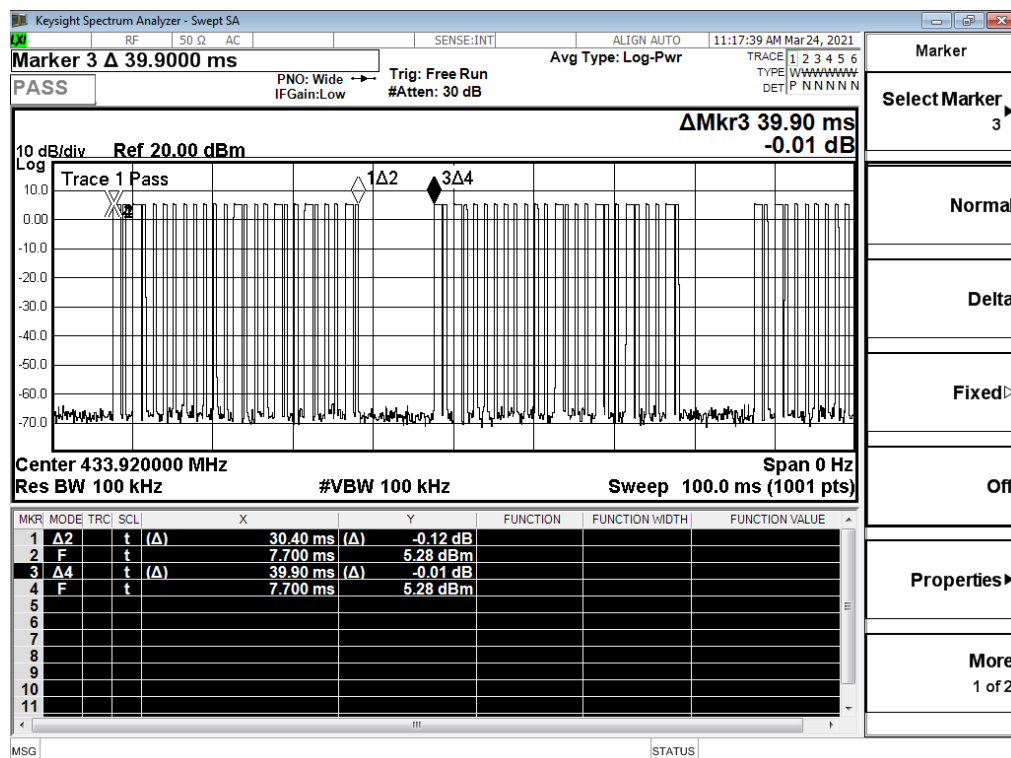 Keysight Spectrum Analyzer - Swept SA
LXI RF 50 Ω AC SENSE:INT ALIGN AUTO 11:17:39 AM Mar 24, 2021
Marker 3 Δ 39.9000 ms
PASS
PNO: Wide
IFGain:Low
Trig: Free Run
#Atten: 30 dB
Avg Type: Log-Pwr
TRACE 1 2 3 4 5 6
TYPE W
DET P N N N N N
ΔMkr3 39.90 ms
-0.01 dB
10 dB/div Ref 20.00 dBm
Log
Trace 1 Pass
1Δ2
3Δ4
10.0
0.00
-10.0
-20.0
-30.0
-40.0
-50.0
-60.0
-70.0
Center 433.920000 MHz Span 0 Hz
Res BW 100 kHz #VBW 100 kHz Sweep 100.0 ms (1001 pts)
MKR MODE TRC SCL X Y FUNCTION FUNCTION WIDTH FUNCTION VALUE
1 Δ2 t (Δ) 30.40 ms (Δ) -0.12 dB
2 F t 7.700 ms 5.28 dBm
3 Δ4 t (Δ) 39.90 ms (Δ) -0.01 dB
4 F t 7.700 ms 5.28 dBm
5
6
7
8
9
10
11
MSG STATUS
Marker
Select Marker
3
Normal
Delta
Fixed
Off
Properties
More
1 of 2